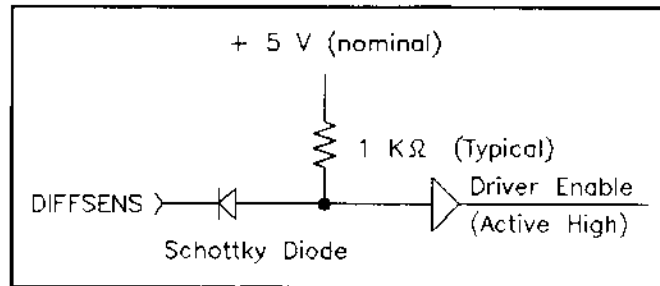 + 5 V (nominal)
1 KΩ (Typical)
Driver Enable
DIFFSENS
(Active High)
Schottky Diode